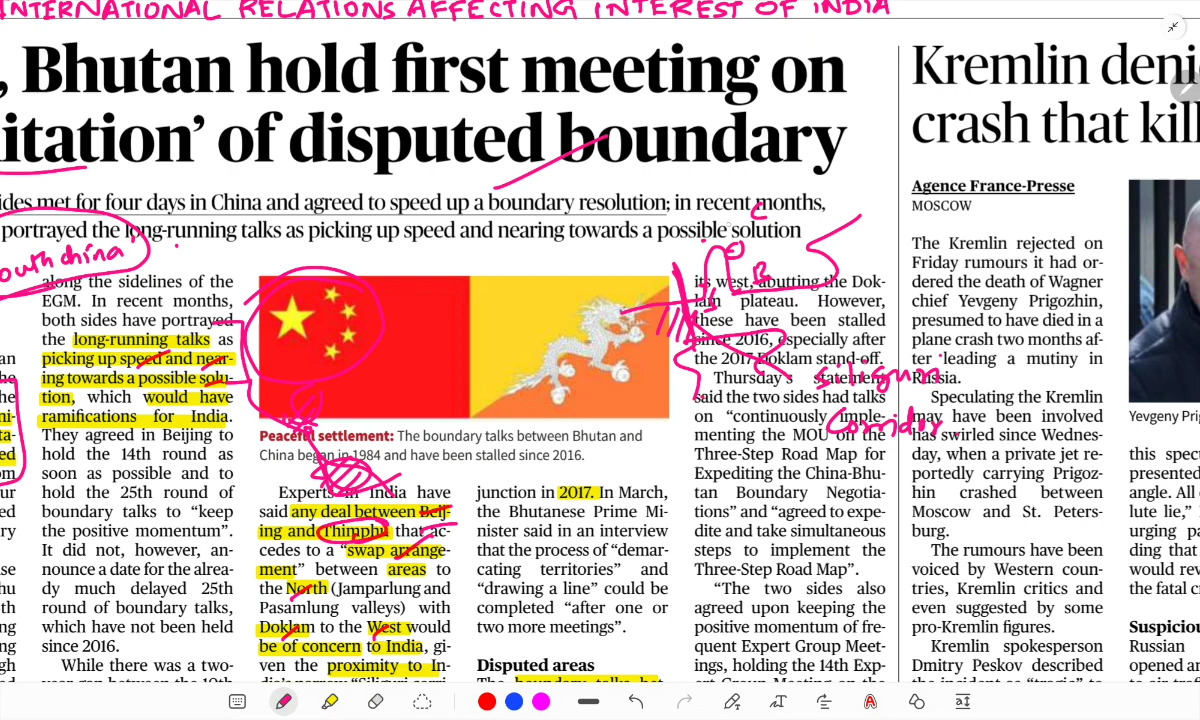 INTERNATIONAL RELATIONS AFFECTING INTEREST OF INDIA
, Bhutan hold first meeting on
itation’ of disputed boundary
ides met for four days in China and agreed to speed up a boundary resolution; in recent months,
portrayed the long-running talks as picking up speed and nearing towards a possible solution
South china
along the sidelines of the
EGM. In recent months,
both sides have portrayed
the long-running talks as
picking up speed and near-
ing towards a possible solu-
tion, which would have
ramifications for India.
They agreed in Beijing to
hold the 14th round as
soon as possible and to
hold the 25th round of
boundary talks to “keep
the positive momentum”.
It did not, however, an-
nounce a date for the alrea-
dy much delayed 25th
round of boundary talks,
which have not been held
since 2016.
While there was a two-
Peaceful settlement: The boundary talks between Bhutan and
China began in 1984 and have been stalled since 2016.
Experts in India have
said any deal between Beij-
ing and Thimphu that ac-
cedes to a “swap arrange-
ment” between areas to
the North (Jamparlung and
Pasamlung valleys) with
Doklam to the West would
be of concern to India, gi-
ven the proximity to In-
dia’s narrow “Siliguri corri-
junction in 2017. In March,
the Bhutanese Prime Mi-
nister said in an interview
that the process of “demar-
cating territories” and
“drawing a line” could be
completed “after one or
two more meetings”.
Disputed areas
The boundary talks bet-
its west, abutting the Dok-
lam plateau. However,
these have been stalled
since 2016, especially after
the 2017 Doklam stand-off.
Thursday’s statement
said the two sides had talks
on “continuously imple-
menting the MOU on the
Three-Step Road Map for
Expediting the China-Bhu-
tan Boundary Negotia-
tions” and “agreed to expe-
dite and take simultaneous
steps to implement the
Three-Step Road Map”.
“The two sides also
agreed upon keeping the
positive momentum of fre-
quent Expert Group Meet-
ings, holding the 14th Exp-
ert Group Meeting on the
C
B
Siliguri
Corridor
Kremlin deni
crash that kill
Agence France-Presse
MOSCOW
The Kremlin rejected on
Friday rumours it had or-
dered the death of Wagner
chief Yevgeny Prigozhin,
presumed to have died in a
plane crash two months af-
ter leading a mutiny in
Russia.
Speculating the Kremlin
may have been involved
has swirled since Wednes-
day, when a private jet re-
portedly carrying Prigoz-
hin crashed between
Moscow and St. Peters-
burg.
The rumours have been
voiced by Western coun-
tries, Kremlin critics and
even suggested by some
pro-Kremlin figures.
Kremlin spokesperson
Dmitry Peskov described
the incident as “tragic” to
Yevgeny Prig
this spec
presented
angle. All
lute lie,”
urging pa
ding that
would rev
the fatal c
Suspicio
Russian
opened a